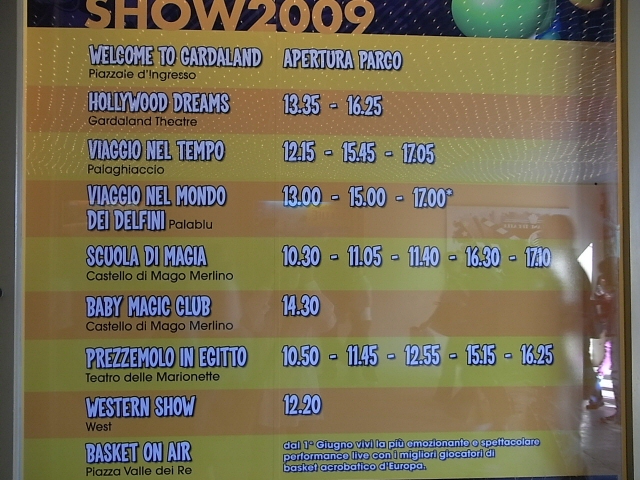 SHOW2009
WELCOME TO GARDALAND APERTURA PARCO
Piazzale d'Ingresso
HOLLYWOOD DREAMS 13.35 - 16.25
Gardaland Theatre
VIAGGIO NEL TEMPO 12.15 - 15.45 - 17.05
Palaghiaccio
VIAGGIO NEL MONDO 13.00 - 15.00 - 17.00*
DEI DELFINI Palablu
SCUOLA DI MAGIA 10.30 - 11.05 - 11.40 - 16.30 - 17.10
Castello di Mago Merlino
BABY MAGIC CLUB 14.30
Castello di Mago Merlino
PREZZEMOLO IN EGITTO 10.50 - 11.45 - 12.55 - 15.15 - 16.25
Teatro delle Marionette
WESTERN SHOW 12.20
West
BASKET ON AIR dal 1° Giugno vivi la più emozionante e spettacolare
performance live con i migliori giocatori di
Piazza Valle dei Re basket acrobatico d'Europa.